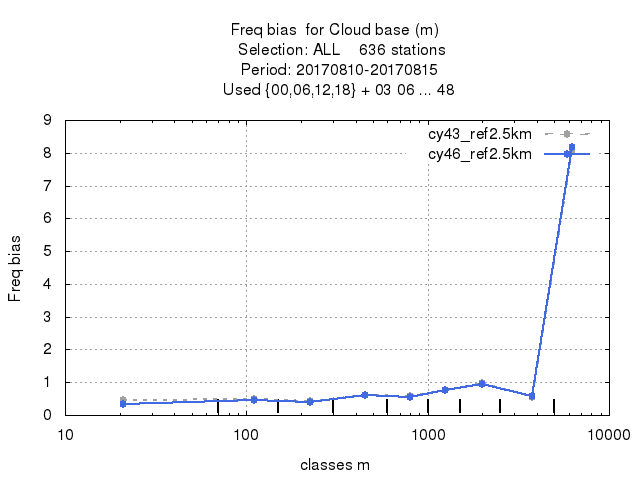 Freq bias  for Cloud base (m)
Selection: ALL    636 stations
Period: 20170810-20170815
Used {00,06,12,18} + 03 06 ... 48
cy43_ref2.5km
cy46_ref2.5km
9
8
7
6
5
4
3
2
1
0
Freq bias
10
100
1000
10000
classes m